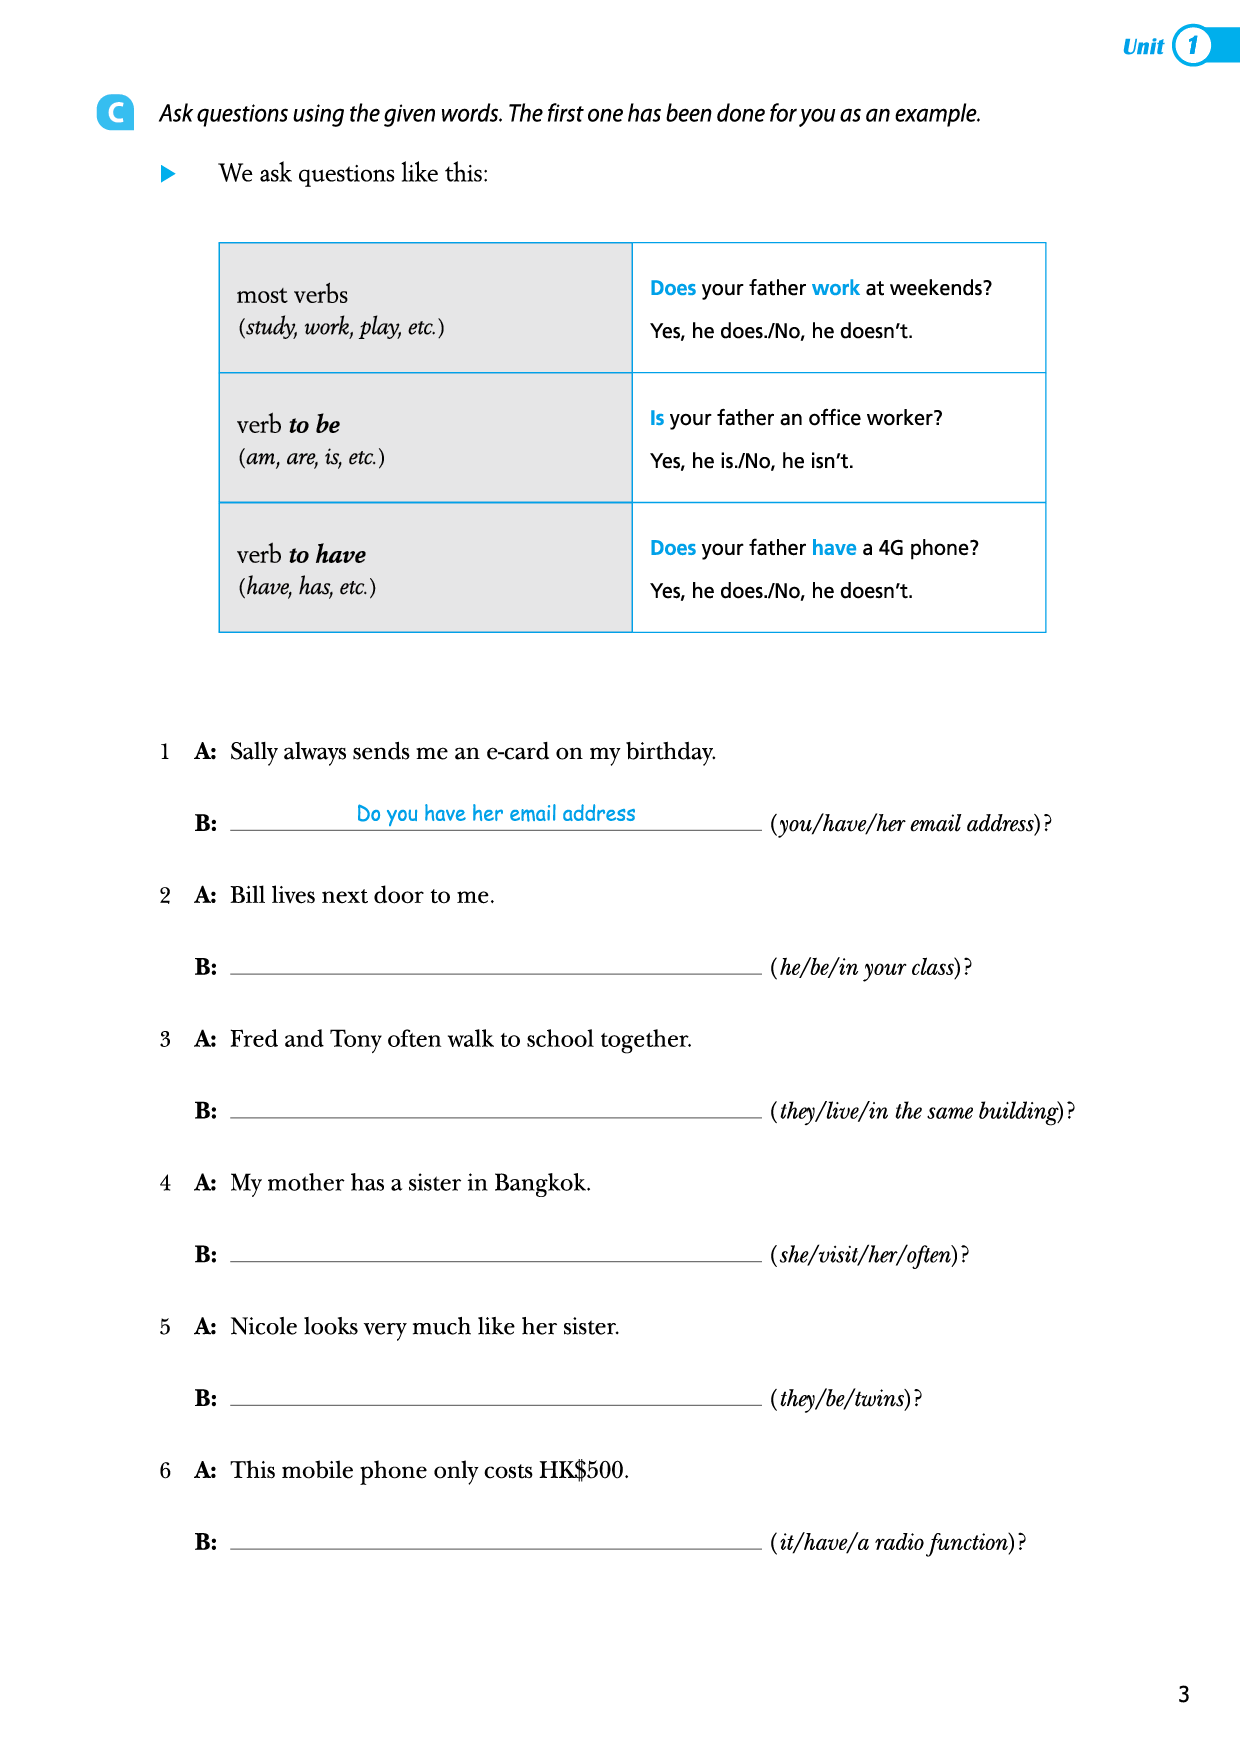 Unit 1
C Ask questions using the given words. The first one has been done for you as an example.
We ask questions like this:
most verbs
(study, work, play, etc.)
Does your father work at weekends?
Yes, he does./No, he doesn't.
verb to be
(am, are, is, etc.)
Is your father an office worker?
Yes, he is./No, he isn't.
verb to have
(have, has, etc.)
Does your father have a 4G phone?
Yes, he does./No, he doesn't.
1 A: Sally always sends me an e-card on my birthday.
B: Do you have her email address (you/have/her email address)?
2 A: Bill lives next door to me.
B: (he/be/in your class)?
3 A: Fred and Tony often walk to school together.
B: (they/live/in the same building)?
4 A: My mother has a sister in Bangkok.
B: (she/visit/her/often)?
5 A: Nicole looks very much like her sister.
B: (they/be/twins)?
6 A: This mobile phone only costs HK$500.
B: (it/have/a radio function)?
3